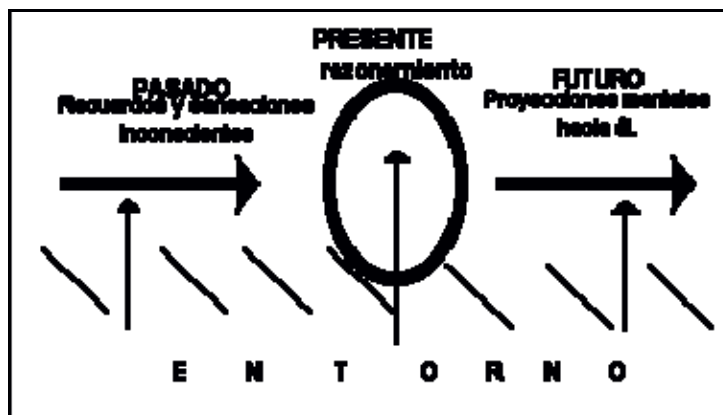 PRESENTE
razonamiento
PASADO
Recuerdos y sensaciones
inconscientes
FUTURO
Proyecciones mentales
hacia él.
E N T O R N O